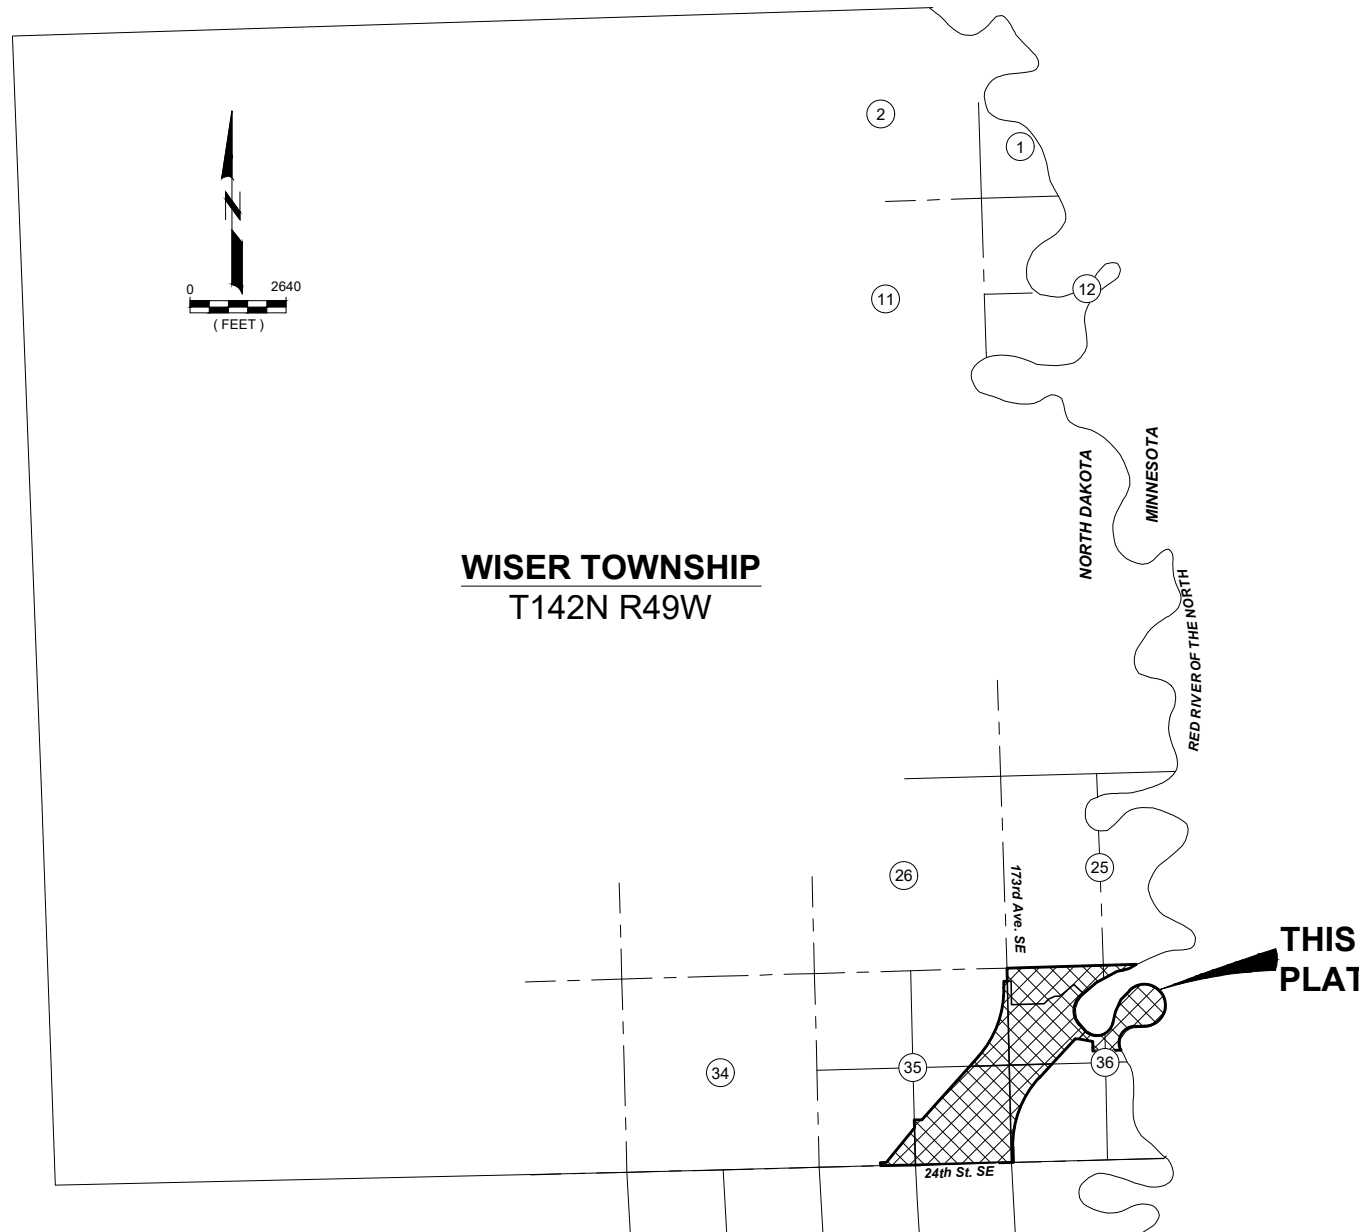 2
1
0
2640
( FEET )
11
12
NORTH DAKOTA
MINNESOTA
WISER TOWNSHIP
T142N R49W
RED RIVER OF THE NORTH
26
173rd Ave. SE
25
THIS
PLAT
34
35
36
24th St. SE